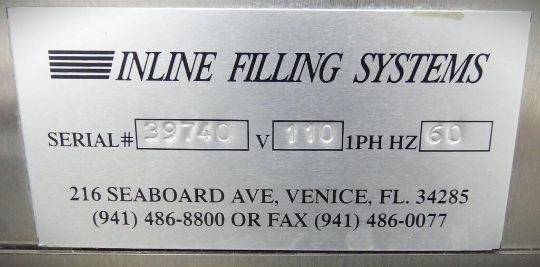 INLINE FILLING SYSTEMS
SERIAL# 39740 V 110 1PH HZ 60
216 SEABOARD AVE, VENICE, FL. 34285
(941) 486-8800 OR FAX (941) 486-0077